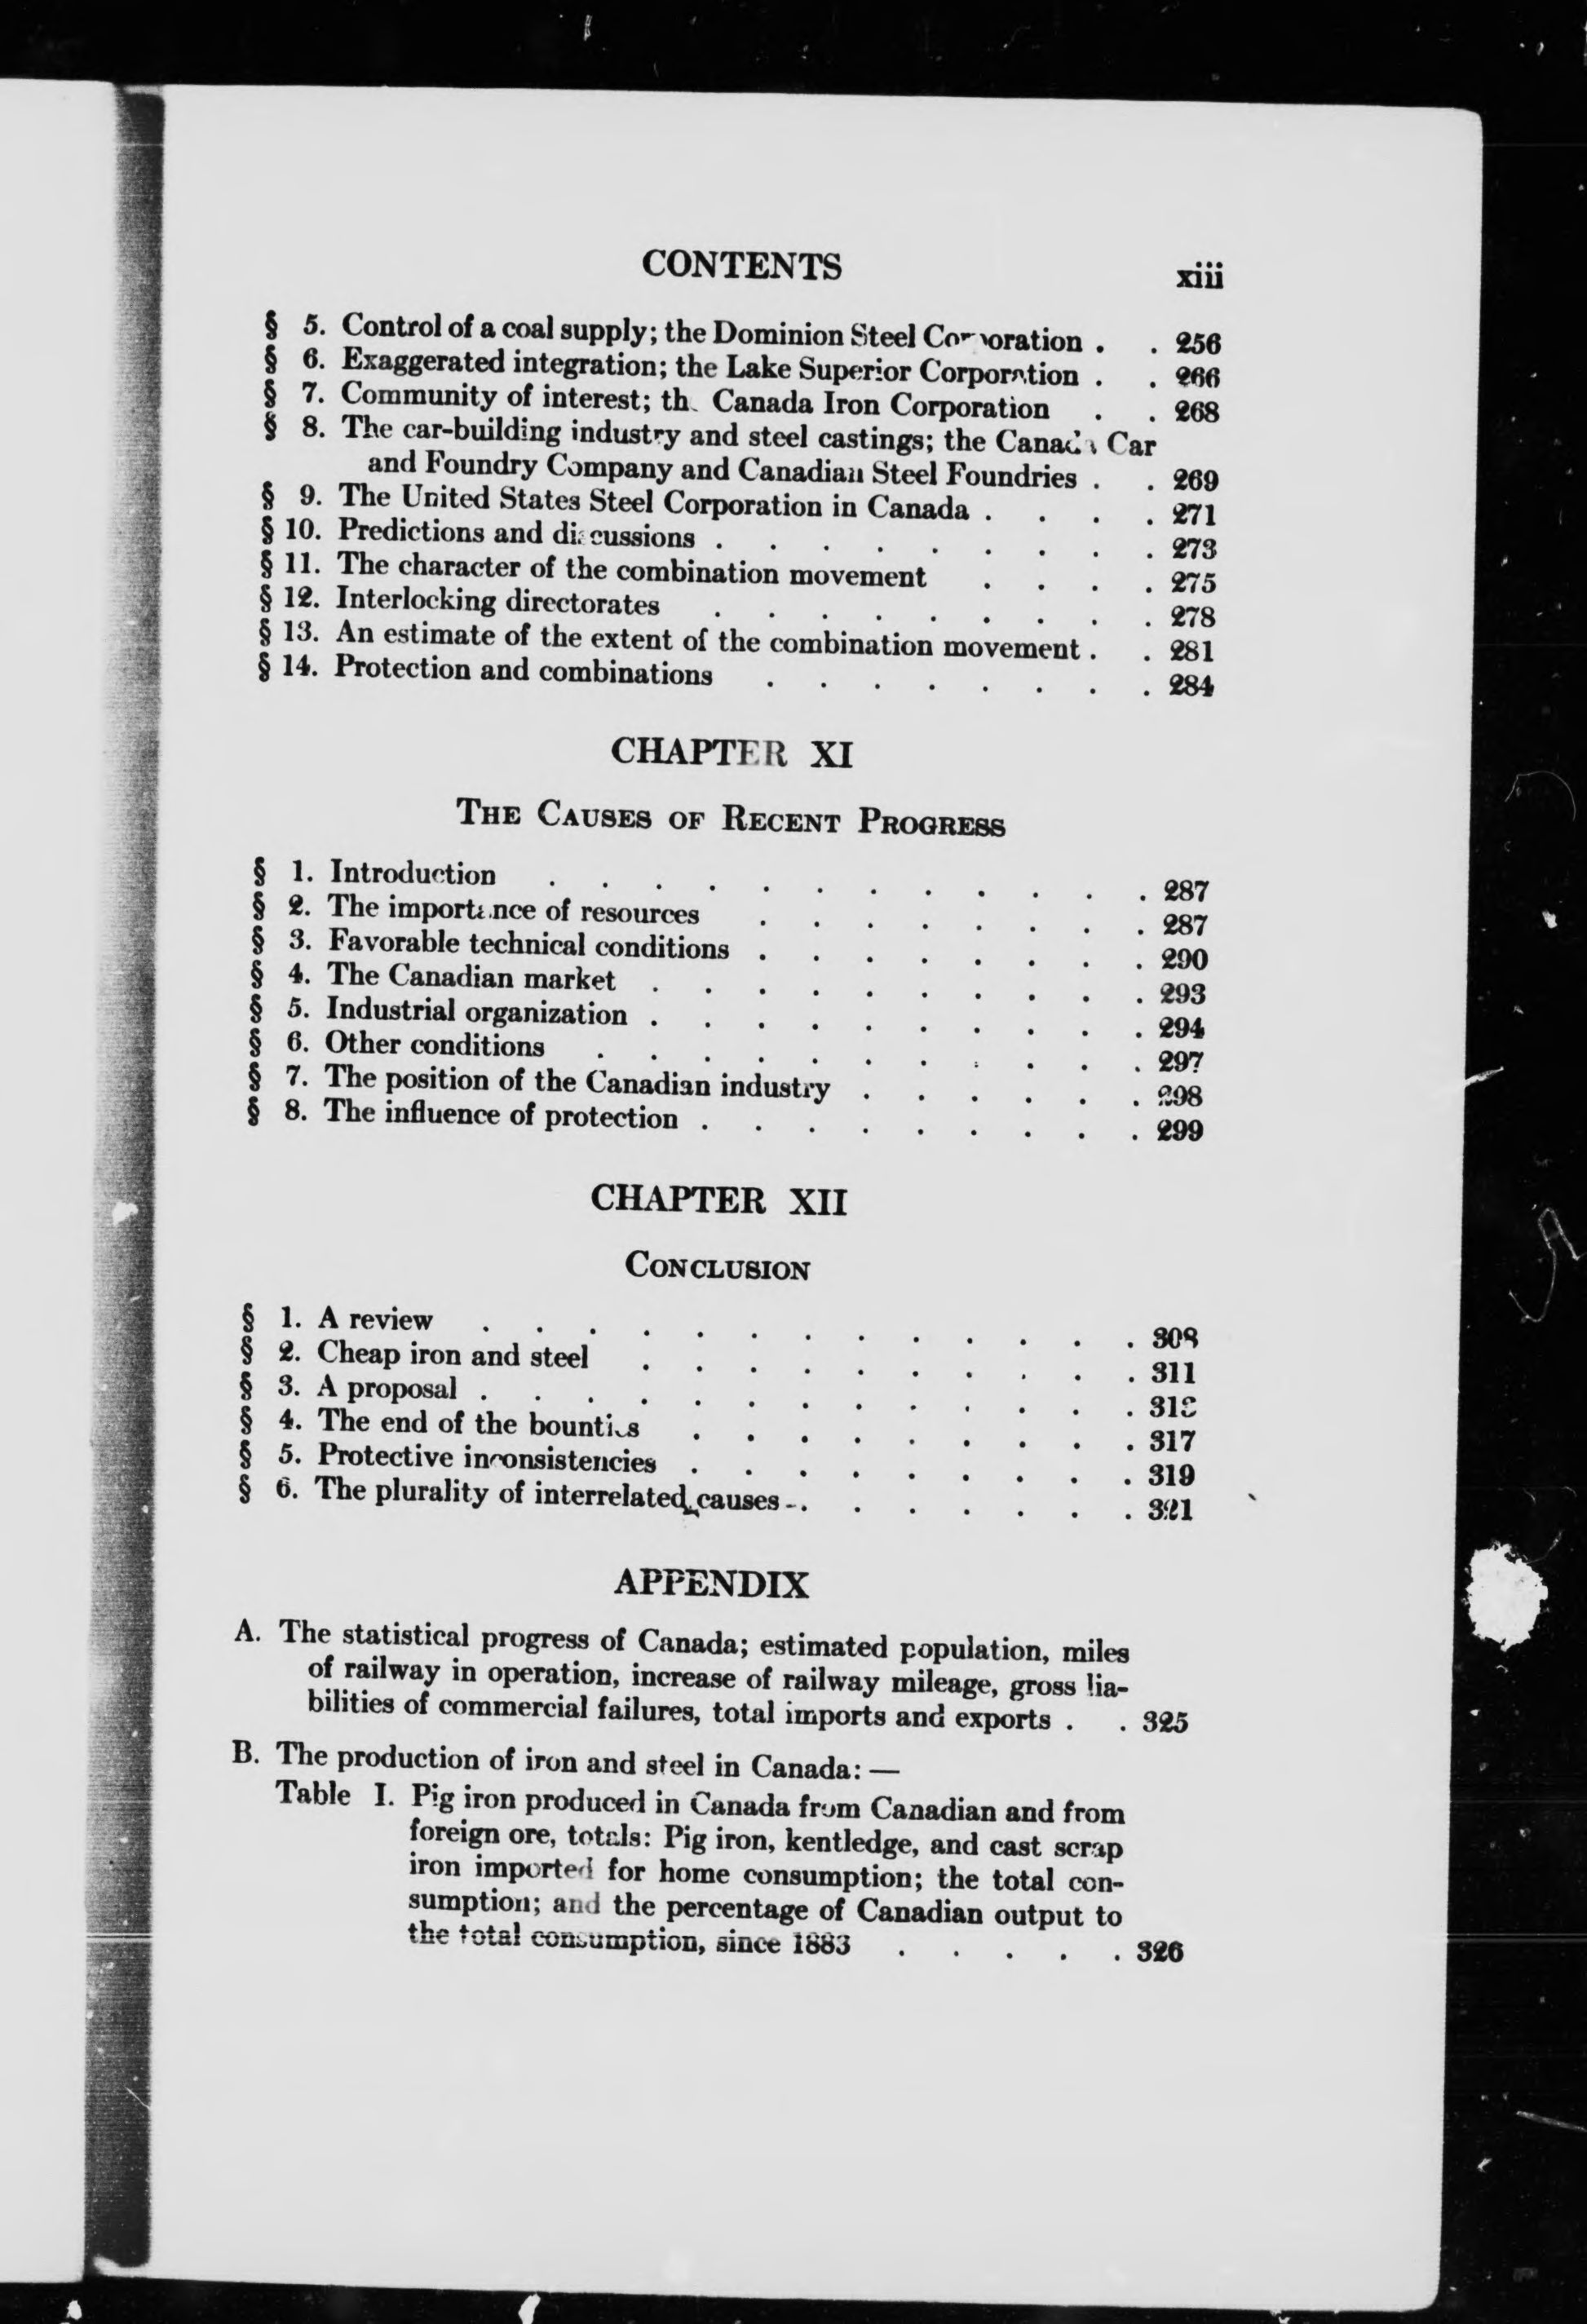 CONTENTS xiii
§ 5. Control of a coal supply; the Dominion Steel Corporation . . 256
§ 6. Exaggerated integration; the Lake Superior Corporation . . 266
§ 7. Community of interest; the Canada Iron Corporation . . 268
§ 8. The car-building industry and steel castings; the Canada Car
and Foundry Company and Canadian Steel Foundries . . 269
§ 9. The United States Steel Corporation in Canada . . . . 271
§ 10. Predictions and discussions . . . . . . . . . 273
§ 11. The character of the combination movement . . . . 275
§ 12. Interlocking directorates . . . . . . . . . 278
§ 13. An estimate of the extent of the combination movement . . 281
§ 14. Protection and combinations . . . . . . . . 284
CHAPTER XI
THE CAUSES OF RECENT PROGRESS
§ 1. Introduction . . . . . . . . . . . . 287
§ 2. The importance of resources . . . . . . . . 287
§ 3. Favorable technical conditions . . . . . . . . 290
§ 4. The Canadian market . . . . . . . . . . 293
§ 5. Industrial organization . . . . . . . . . . 294
§ 6. Other conditions . . . . . . . . . . . 297
§ 7. The position of the Canadian industry . . . . . . 298
§ 8. The influence of protection . . . . . . . . . 299
CHAPTER XII
CONCLUSION
§ 1. A review . . . . . . . . . . . . . 308
§ 2. Cheap iron and steel . . . . . . . . . . 311
§ 3. A proposal . . . . . . . . . . . . .
§ 4. The end of the bounties . . . . . . . . . 317
§ 5. Protective inconsistencies . . . . . . . . . 319
§ 6. The plurality of interrelated causes . . . . . . . 321
APPENDIX
A. The statistical progress of Canada; estimated population, miles
of railway in operation, increase of railway mileage, gross lia-
bilities of commercial failures, total imports and exports . . 325
B. The production of iron and steel in Canada: —
Table I. Pig iron produced in Canada from Canadian and from
foreign ore, totals: Pig iron, kentledge, and cast scrap
iron imported for home consumption; the total con-
sumption; and the percentage of Canadian output to
the total consumption, since 1883 . . . . . 326